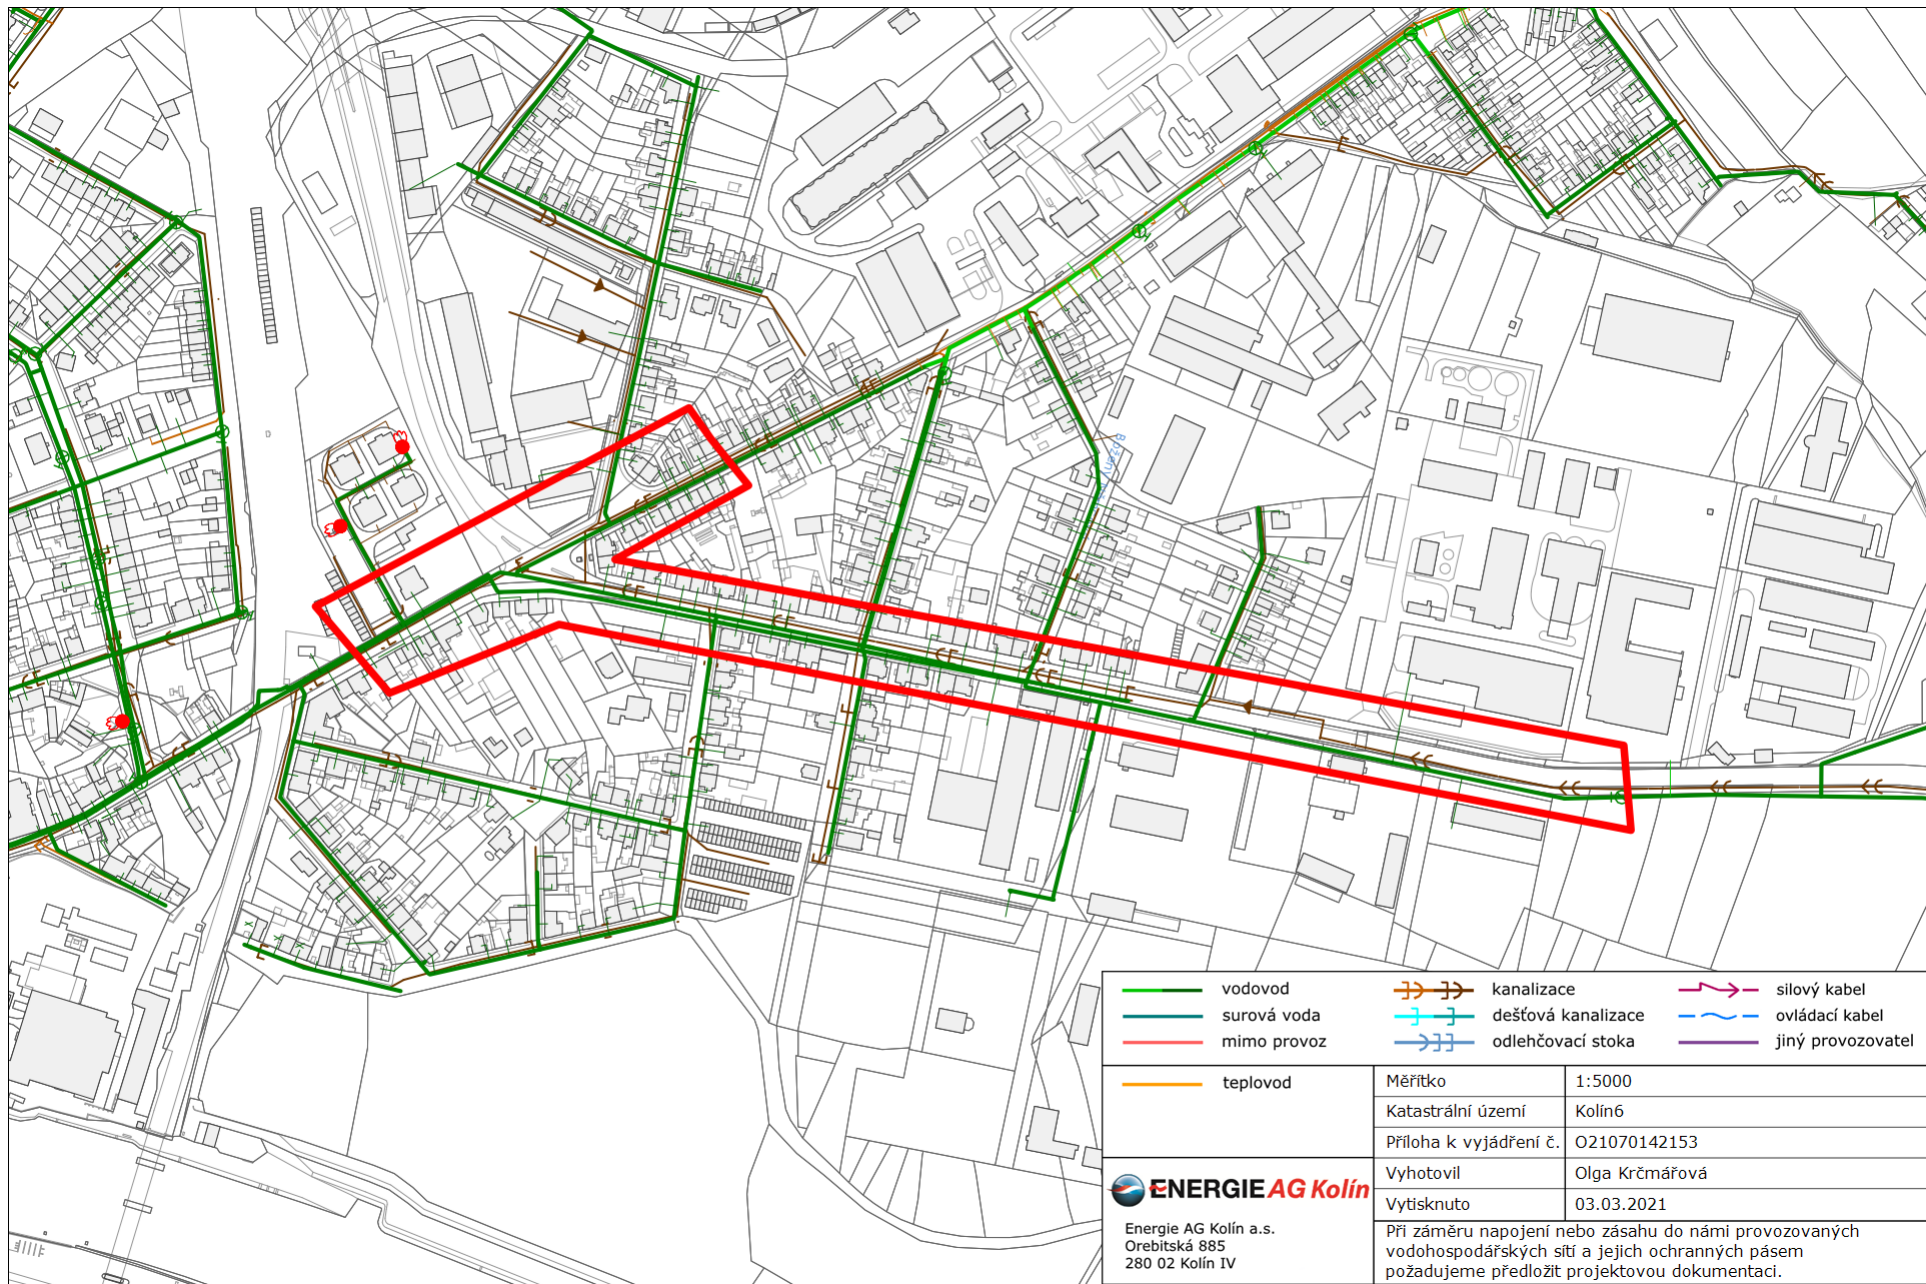 vodovod
surová voda
mimo provoz
kanalizace
dešťová kanalizace
odlehčovací stoka
silový kabel
ovládací kabel
jiný provozovatel
teplovod
Měřítko 1:5000
Katastrální území Kolín6
Příloha k vyjádření č. O21070142153
Vyhotovil Olga Krčmářová
Vytisknuto 03.03.2021
ENERGIE AG Kolín
Energie AG Kolín a.s.
Orebitská 885
280 02 Kolín IV
Při záměru napojení nebo zásahu do námi provozovaných
vodohospodářských sítí a jejich ochranných pásem
požadujeme předložit projektovou dokumentaci.